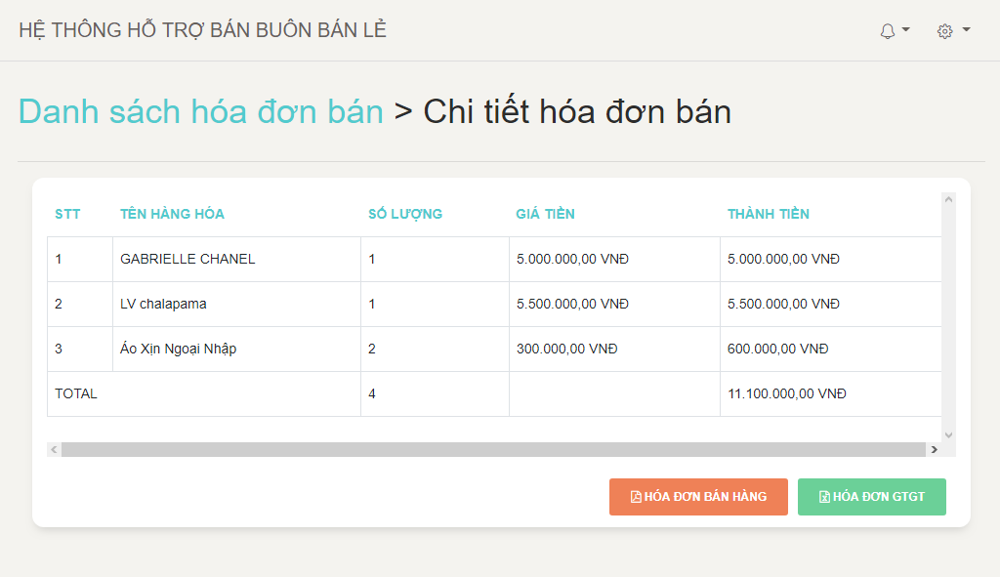 HỆ THỐNG HỖ TRỢ BÁN BUÔN BÁN LẺ
Danh sách hóa đơn bán > Chi tiết hóa đơn bán
STT TÊN HÀNG HÓA SỐ LƯỢNG GIÁ TIỀN THÀNH TIỀN
1 GABRIELLE CHANEL 1 5.000.000,00 VNĐ 5.000.000,00 VNĐ
2 LV chalapama 1 5.500.000,00 VNĐ 5.500.000,00 VNĐ
3 Áo Xịn Ngoại Nhập 2 300.000,00 VNĐ 600.000,00 VNĐ
TOTAL 4 11.100.000,00 VNĐ
HÓA ĐƠN BÁN HÀNG HÓA ĐƠN GTGT